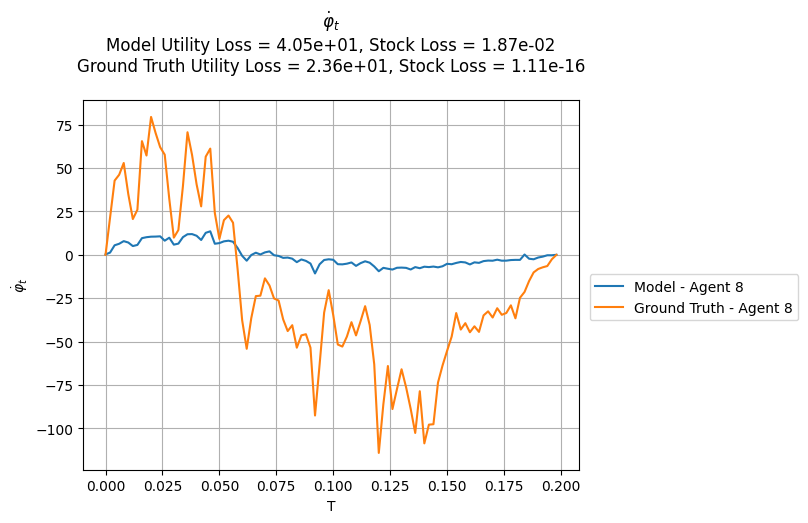 φ̇ₜ
Model Utility Loss = 4.05e+01, Stock Loss = 1.87e-02
Ground Truth Utility Loss = 2.36e+01, Stock Loss = 1.11e-16
75
50
25
0
−25
−50
−75
−100
φ̇ₜ
0.000 0.025 0.050 0.075 0.100 0.125 0.150 0.175 0.200
T
Model - Agent 8
Ground Truth - Agent 8